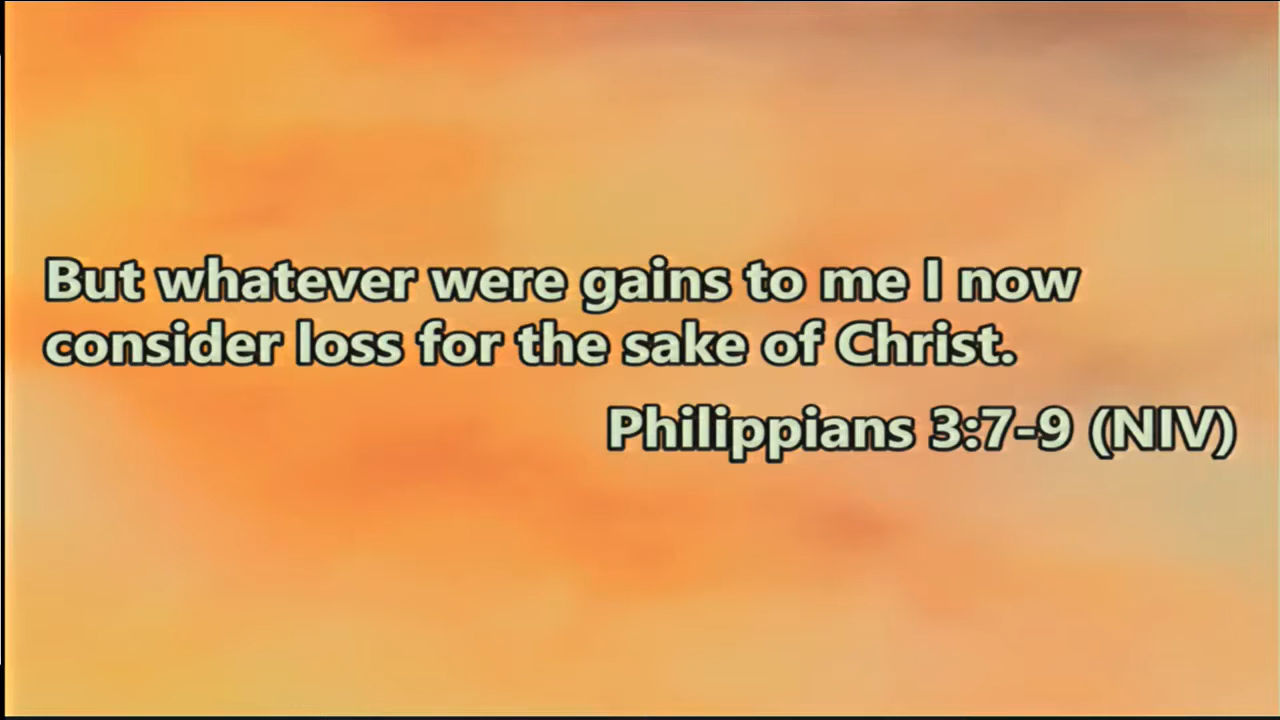 But whatever were gains to me I now
consider loss for the sake of Christ.
Philippians 3:7-9 (NIV)